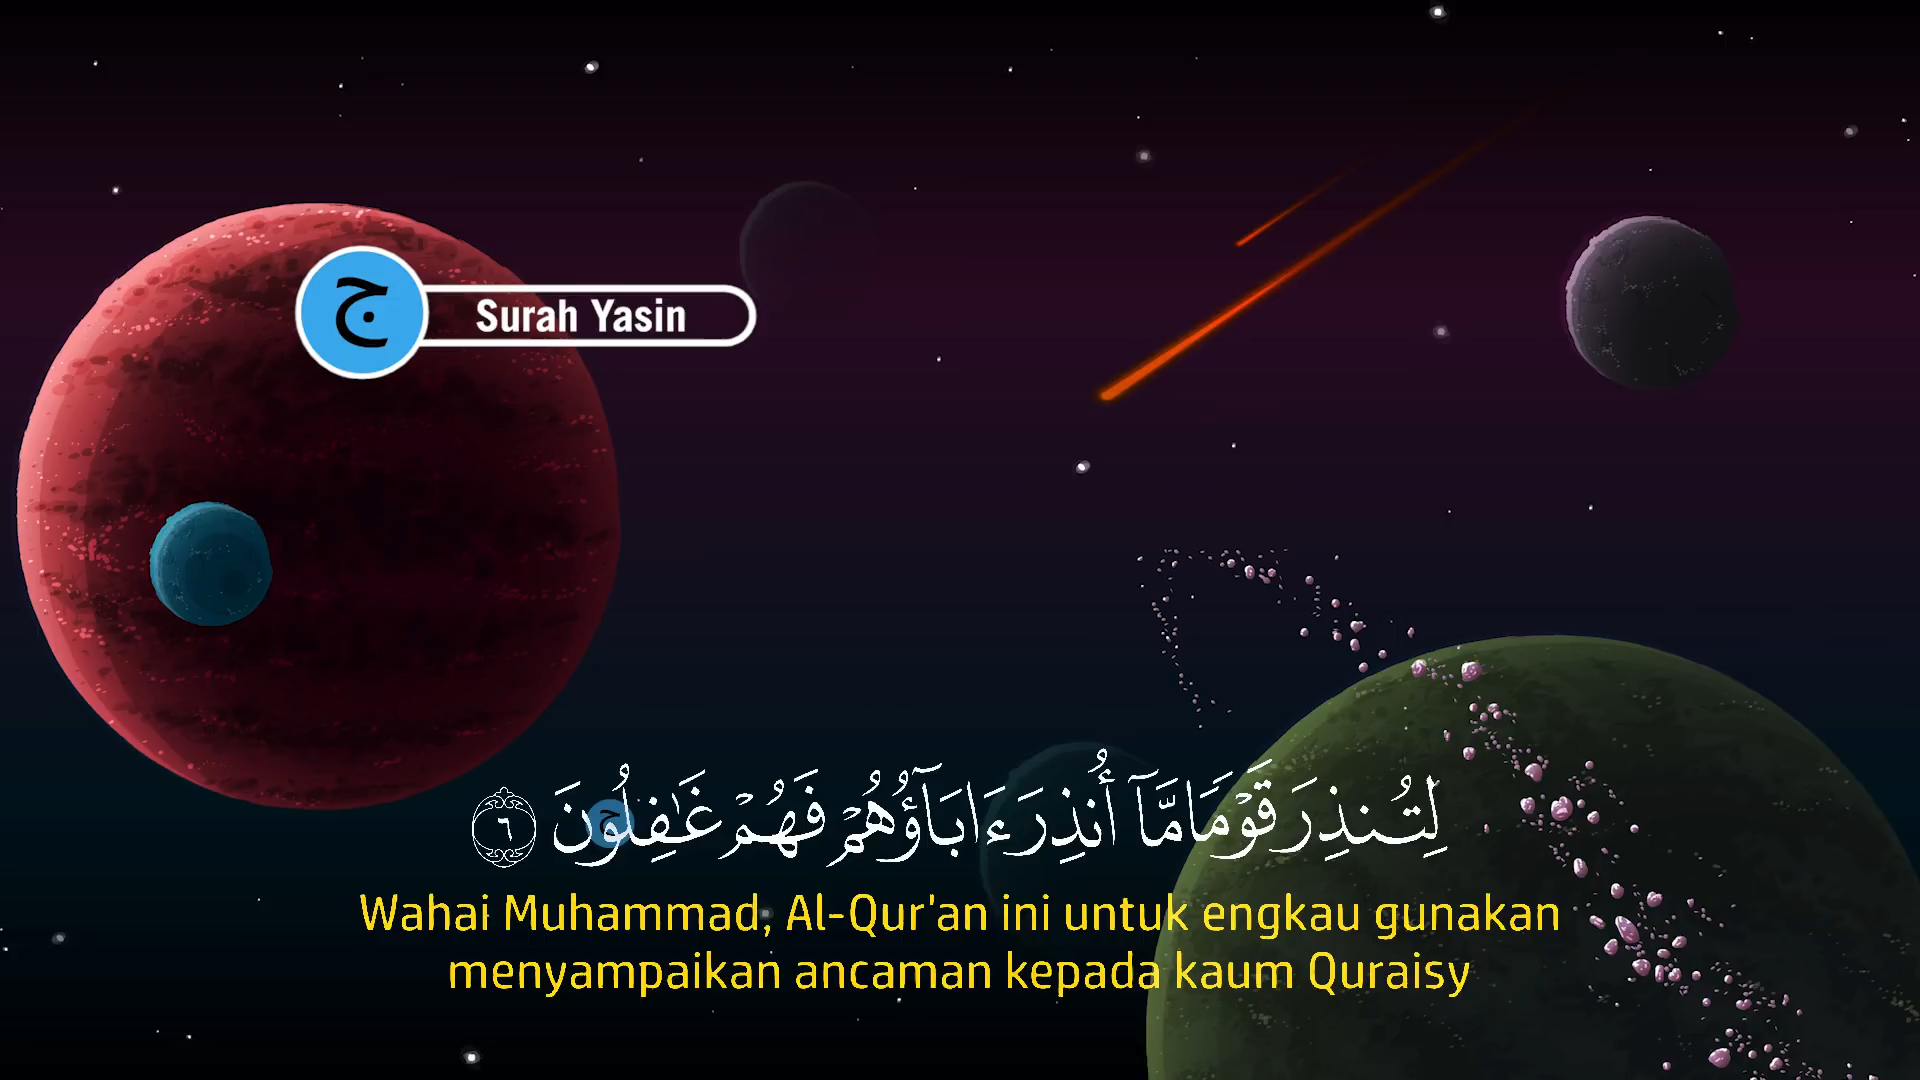 ج
Surah Yasin
لِتُنذِرَ قَوْمًا مَّآ أُنذِرَ ءَابَآؤُهُمْ فَهُمْ غَٰفِلُونَ ٦
ج
Wahai Muhammad, Al-Qur'an ini untuk engkau gunakan
menyampaikan ancaman kepada kaum Quraisy